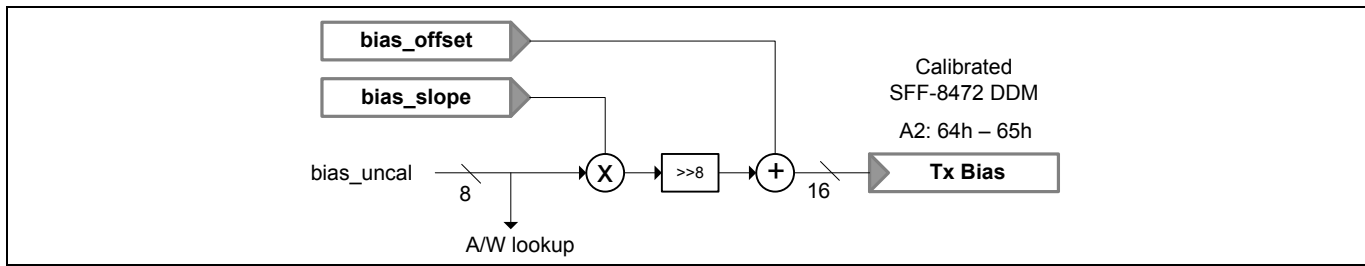 bias_offset
bias_slope
Calibrated
SFF-8472 DDM
A2: 64h – 65h
bias_uncal
8
X
>>8
+
16
Tx Bias
A/W lookup